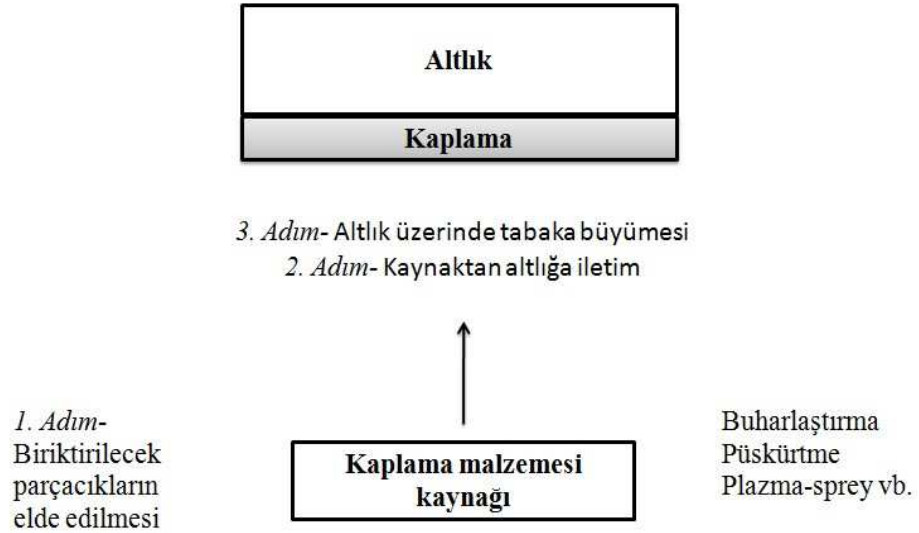 Altlık
Kaplama
3. Adım- Altlık üzerinde tabaka büyümesi
2. Adım- Kaynaktan altlığa iletim
1. Adım-
Biriktirilecek
parçacıkların
elde edilmesi
Kaplama malzemesi
kaynağı
Buharlaştırma
Püskürtme
Plazma-sprey vb.